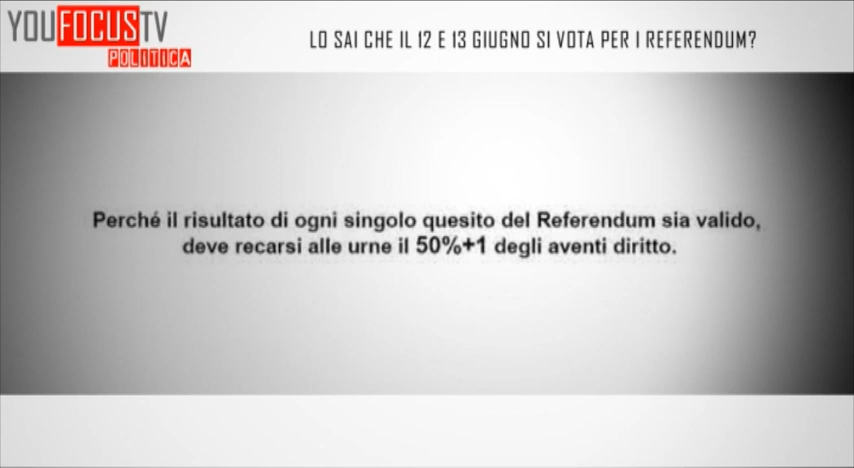 YOUFOCUSTV
POLITICA
LO SAI CHE IL 12 E 13 GIUGNO SI VOTA PER I REFERENDUM?
Perché il risultato di ogni singolo quesito del Referendum sia valido,
deve recarsi alle urne il 50%+1 degli aventi diritto.